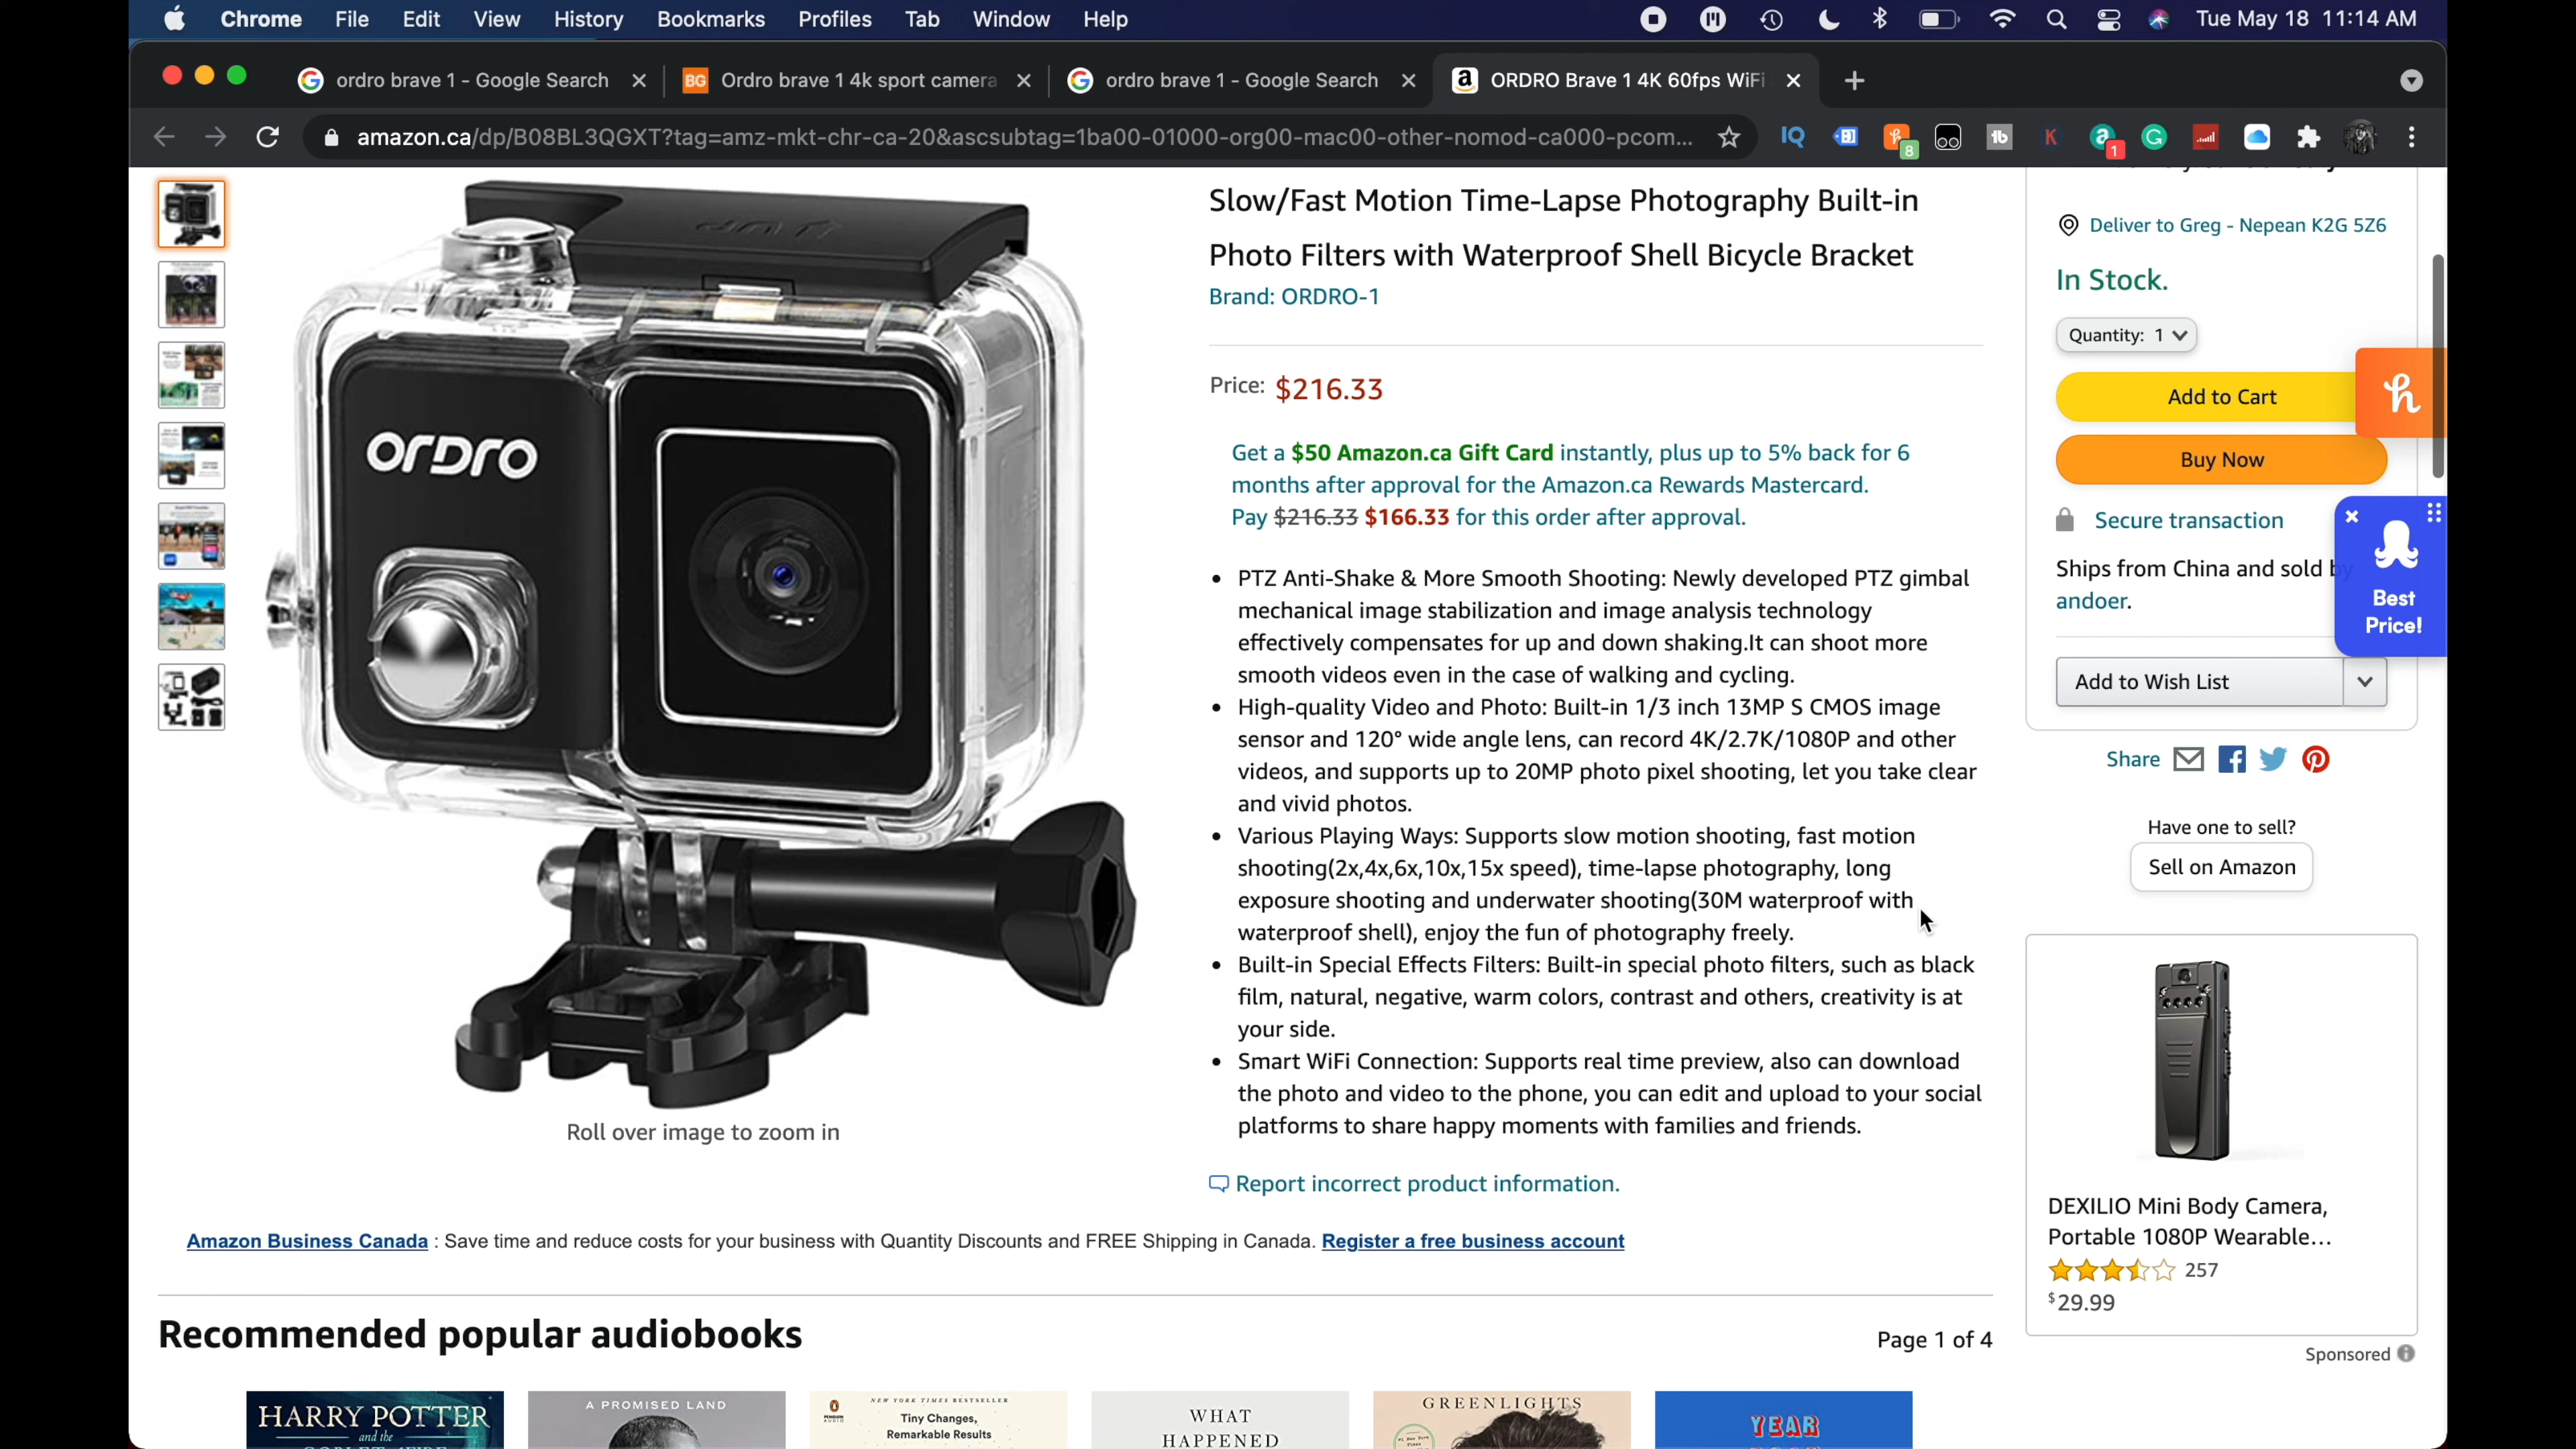 Chrome File Edit View History Bookmarks Profiles Tab Window Help
Tue May 18 11:14 AM
ordro brave 1 - Google Search
BG Ordro brave 1 4k sport camera
ordro brave 1 - Google Search
ORDRO Brave 1 4K 60fps WiFi
amazon.ca/dp/B08BL3QGXT?tag=amz-mkt-chr-ca-20&ascsubtag=1ba00-01000-org00-mac00-other-nomod-ca000-pcom...
IQ
8
tb
K
1
Slow/Fast Motion Time-Lapse Photography Built-in
Photo Filters with Waterproof Shell Bicycle Bracket
Brand: ORDRO-1
Price: $216.33
Get a $50 Amazon.ca Gift Card instantly, plus up to 5% back for 6
months after approval for the Amazon.ca Rewards Mastercard.
Pay $216.33 $166.33 for this order after approval.
• PTZ Anti-Shake & More Smooth Shooting: Newly developed PTZ gimbal
mechanical image stabilization and image analysis technology
effectively compensates for up and down shaking.It can shoot more
smooth videos even in the case of walking and cycling.
• High-quality Video and Photo: Built-in 1/3 inch 13MP S CMOS image
sensor and 120° wide angle lens, can record 4K/2.7K/1080P and other
videos, and supports up to 20MP photo pixel shooting, let you take clear
and vivid photos.
• Various Playing Ways: Supports slow motion shooting, fast motion
shooting(2x,4x,6x,10x,15x speed), time-lapse photography, long
exposure shooting and underwater shooting(30M waterproof with
waterproof shell), enjoy the fun of photography freely.
• Built-in Special Effects Filters: Built-in special photo filters, such as black
film, natural, negative, warm colors, contrast and others, creativity is at
your side.
• Smart WiFi Connection: Supports real time preview, also can download
the photo and video to the phone, you can edit and upload to your social
platforms to share happy moments with families and friends.
Report incorrect product information.
ordro
Roll over image to zoom in
Deliver to Greg - Nepean K2G 5Z6
In Stock.
Quantity: 1
Add to Cart
Buy Now
Secure transaction
Ships from China and sold by
andoer.
Best
Price!
Add to Wish List
Share
Have one to sell?
Sell on Amazon
DEXILIO Mini Body Camera,
Portable 1080P Wearable...
257
$29.99
Sponsored
Amazon Business Canada : Save time and reduce costs for your business with Quantity Discounts and FREE Shipping in Canada. Register a free business account
Recommended popular audiobooks
Page 1 of 4
HARRY POTTER
and the
A PROMISED LAND
NEW YORK TIMES BESTSELLER
Tiny Changes,
Remarkable Results
WHAT
HAPPENED
GREENLIGHTS
YEAR